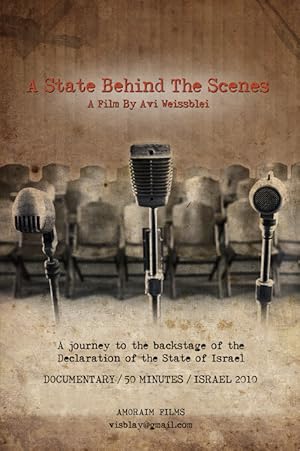 A State Behind The Scenes
A Film By Avi Weissblei
A journey to the backstage of the
Declaration of the State of Israel
DOCUMENTARY / 50 MINUTES / ISRAEL 2010
AMORAIM FILMS
visblay@gmail.com